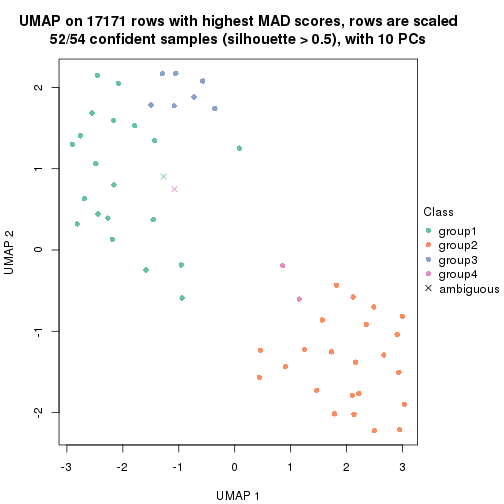 UMAP on 17171 rows with highest MAD scores, rows are scaled
52/54 confident samples (silhouette > 0.5), with 10 PCs
2
1
0
-1
-2
UMAP 2
-3
-2
-1
0
1
2
3
UMAP 1
Class
group1
group2
group3
group4
ambiguous